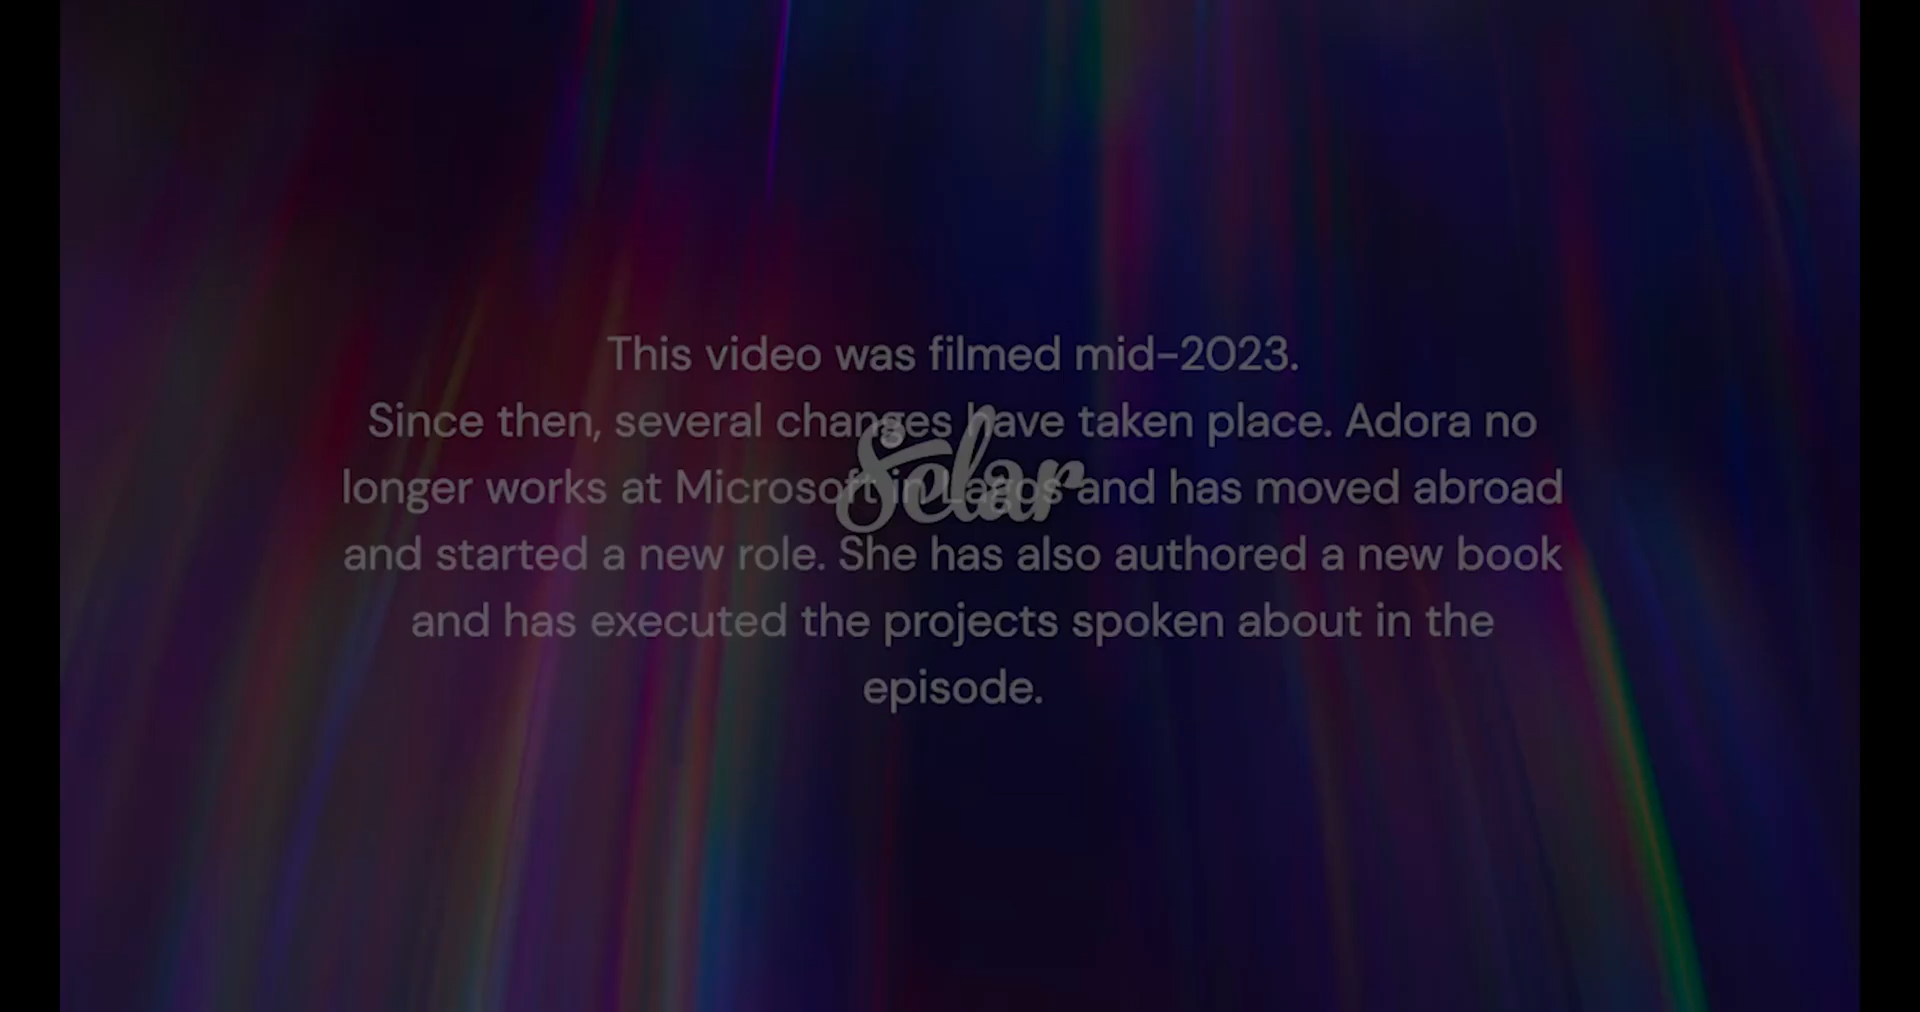 This video was filmed mid-2023.
Since then, several changes have taken place. Adora no
longer works at Microsoft in Lagos and has moved abroad
and started a new role. She has also authored a new book
and has executed the projects spoken about in the
episode.
Selar